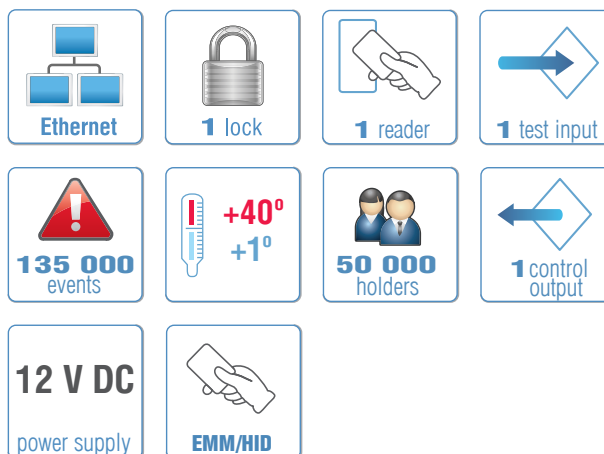 Ethernet
1 lock
1 reader
1 test input
135 000
events
+40°
+1°
50 000
holders
1 control
output
12 V DC
power supply
EMM/HID